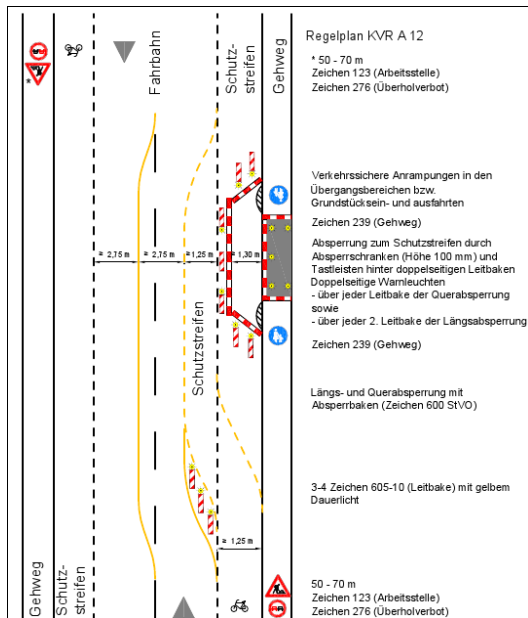 Regelplan KVR A 12
* 50 - 70 m
Zeichen 123 (Arbeitsstelle)
Zeichen 276 (Überholverbot)
Fahrbahn
Schutz-
streifen
Gehweg
*
Verkehrssichere Anrampungen in den
Übergangsbereichen bzw.
Grundstücksein- und ausfahrten
Zeichen 239 (Gehweg)
Absperrung zum Schutzstreifen durch
Absperrschranken (Höhe 100 mm) und
Tastleisten hinter doppelseitigen Leitbaken
Doppelseitige Warnleuchten
- über jeder Leitbake der Querabsperrung
sowie
- über jeder 2. Leitbake der Längsabsperrung
Zeichen 239 (Gehweg)
≥ 2,75 m
≥ 2,75 m
≥ 1,25 m
≥ 1,30 m
Schutzstreifen
Längs- und Querabsperrung mit
Absperrbaken (Zeichen 600 StVO)
3-4 Zeichen 605-10 (Leitbake) mit gelbem
Dauerlicht
≥ 1,25 m
Gehweg
Schutz-
streifen
50 - 70 m
Zeichen 123 (Arbeitsstelle)
Zeichen 276 (Überholverbot)